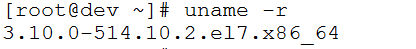 [root@dev ~]# uname -r
3.10.0-514.10.2.el7.x86_64